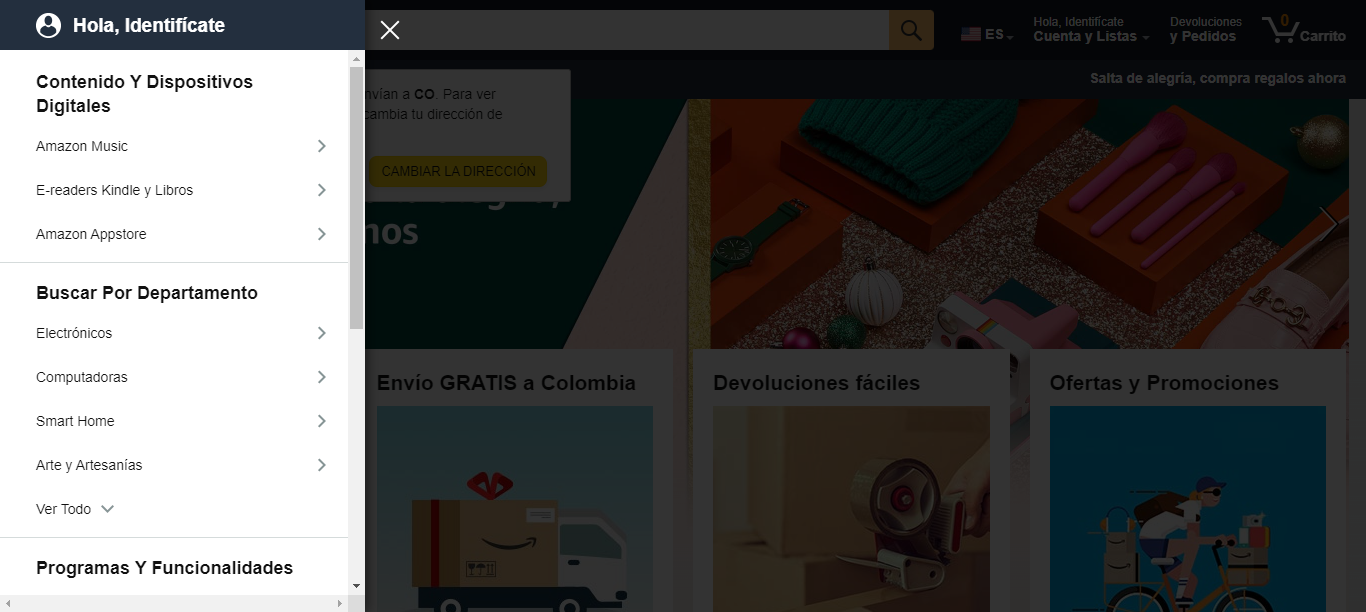 Hola, Identifícate
Contenido Y Dispositivos
Digitales
Amazon Music
E-readers Kindle y Libros
Amazon Appstore
Buscar Por Departamento
Electrónicos
Computadoras
Smart Home
Arte y Artesanías
Ver Todo
Programas Y Funcionalidades
ES
Hola, Identifícate
Cuenta y Listas
Devoluciones
y Pedidos
0
Carrito
Salta de alegría, compra regalos ahora
a CO. Para ver
cambia tu dirección de
CAMBIAR LA DIRECCIÓN
Envío GRATIS a Colombia
Devoluciones fáciles
Ofertas y Promociones